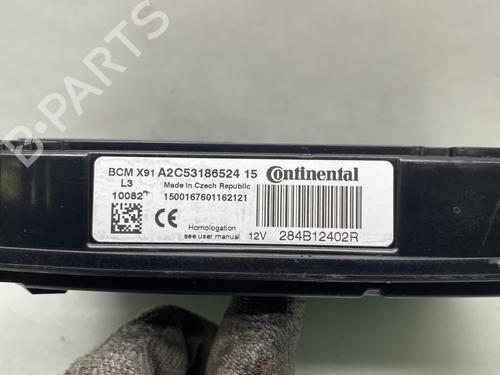 BCM X91 A2C53186524 15 Continental
L3 Made in Czech Republic
10082 1500167601162121
CE Homologation
see user manual 12V 284B12402R